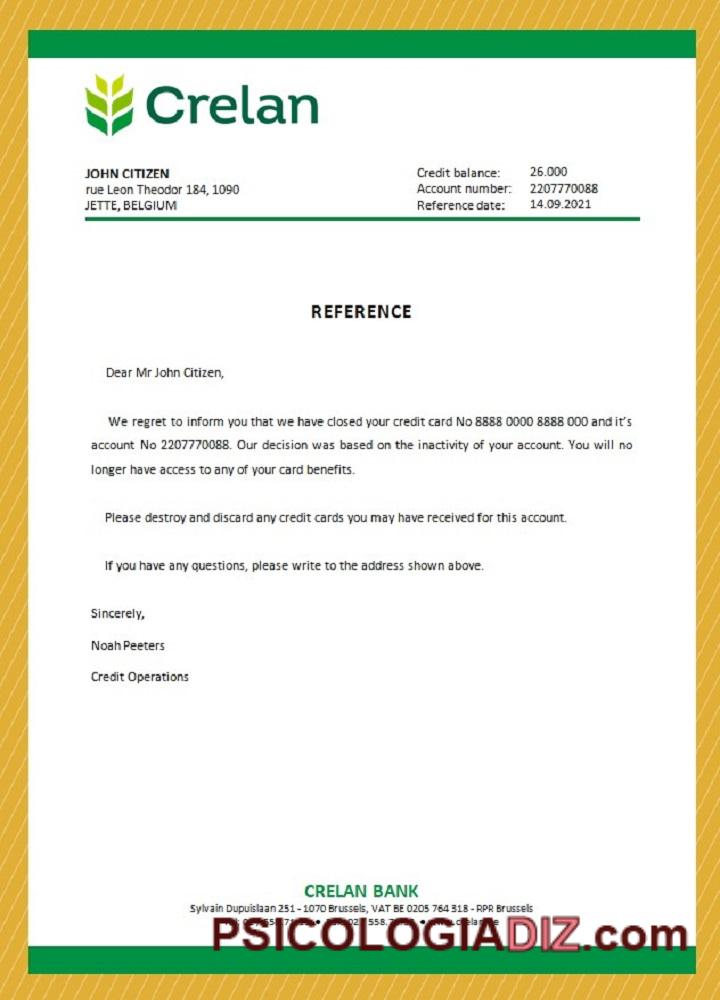 Crelan
JOHN CITIZEN
rue Leon Theodor 184, 1090
JETTE, BELGIUM
Credit balance: 26.000
Account number: 2207770088
Reference date: 14.09.2021
REFERENCE
Dear Mr John Citizen,
We regret to inform you that we have closed your credit card No 8888 0000 8888 000 and it's
account No 2207770088. Our decision was based on the inactivity of your account. You will no
longer have access to any of your card benefits.
Please destroy and discard any credit cards you may have received for this account.
If you have any questions, please write to the address shown above.
Sincerely,
Noah Peeters
Credit Operations
CRELAN BANK
Sylvain Dupuislaan 251 - 1070 Brussels, VAT BE 0205 764 318 - RPR Brussels
PSICOLOGIADIZ.com